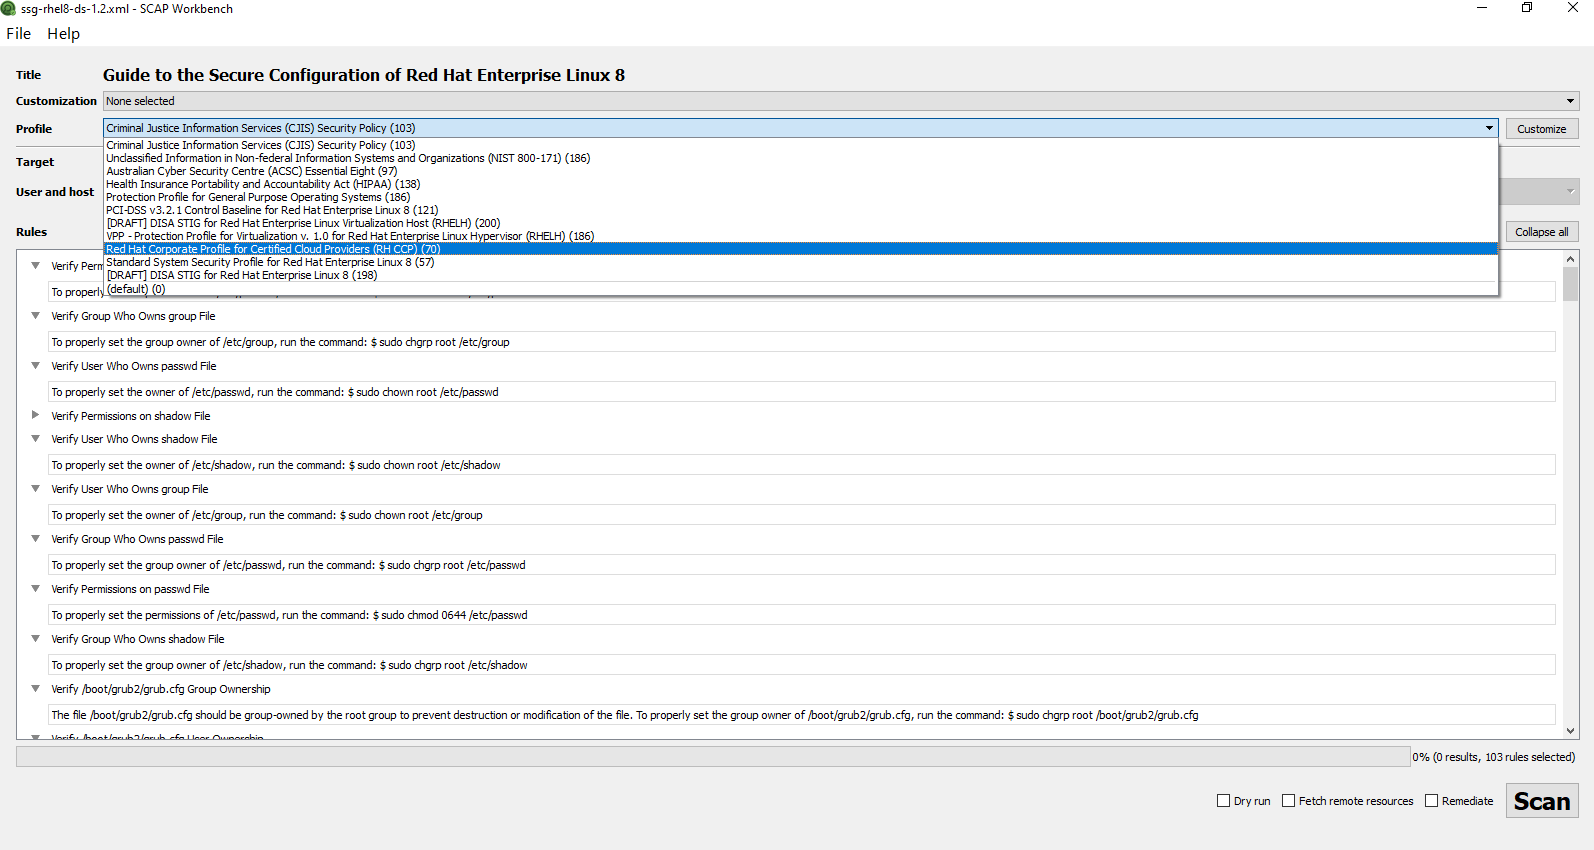 ssg-rhel8-ds-1.2.xml - SCAP Workbench
File Help
Title Guide to the Secure Configuration of Red Hat Enterprise Linux 8
Customization None selected
Profile Criminal Justice Information Services (CJIS) Security Policy (103) Customize
Criminal Justice Information Services (CJIS) Security Policy (103)
Unclassified Information in Non-federal Information Systems and Organizations (NIST 800-171) (186)
Target
Australian Cyber Security Centre (ACSC) Essential Eight (97)
Health Insurance Portability and Accountability Act (HIPAA) (138)
User and host
Protection Profile for General Purpose Operating Systems (186)
PCI-DSS v3.2.1 Control Baseline for Red Hat Enterprise Linux 8 (121)
[DRAFT] DISA STIG for Red Hat Enterprise Linux Virtualization Host (RHELH) (200)
Rules
VPP - Protection Profile for Virtualization v. 1.0 for Red Hat Enterprise Linux Hypervisor (RHELH) (186)
Collapse all
Red Hat Corporate Profile for Certified Cloud Providers (RH CCP) (70)
Standard System Security Profile for Red Hat Enterprise Linux 8 (57)
Verify Perm
[DRAFT] DISA STIG for Red Hat Enterprise Linux 8 (198)
(default) (0)
To properly
Verify Group Who Owns group File
To properly set the group owner of /etc/group, run the command: $ sudo chgrp root /etc/group
Verify User Who Owns passwd File
To properly set the owner of /etc/passwd, run the command: $ sudo chown root /etc/passwd
Verify Permissions on shadow File
Verify User Who Owns shadow File
To properly set the owner of /etc/shadow, run the command: $ sudo chown root /etc/shadow
Verify User Who Owns group File
To properly set the owner of /etc/group, run the command: $ sudo chown root /etc/group
Verify Group Who Owns passwd File
To properly set the group owner of /etc/passwd, run the command: $ sudo chgrp root /etc/passwd
Verify Permissions on passwd File
To properly set the permissions of /etc/passwd, run the command: $ sudo chmod 0644 /etc/passwd
Verify Group Who Owns shadow File
To properly set the group owner of /etc/shadow, run the command: $ sudo chgrp root /etc/shadow
Verify /boot/grub2/grub.cfg Group Ownership
The file /boot/grub2/grub.cfg should be group-owned by the root group to prevent destruction or modification of the file. To properly set the group owner of /boot/grub2/grub.cfg, run the command: $ sudo chgrp root /boot/grub2/grub.cfg
Verify /boot/grub2/grub.cfg User Ownership
0% (0 results, 103 rules selected)
Dry run Fetch remote resources Remediate Scan